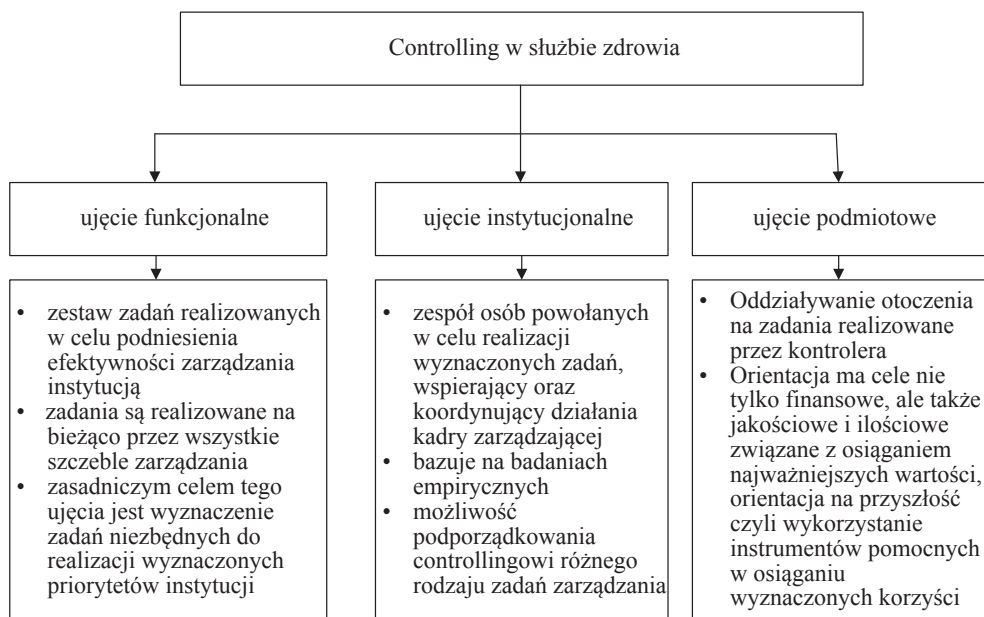 Controlling w służbie zdrowia
ujęcie funkcjonalne
ujęcie instytucjonalne
ujęcie podmiotowe
• zestaw zadań realizowanych
w celu podniesienia
efektywności zarządzania
instytucją
• zadania są realizowane na
bieżąco przez wszystkie
szczeble zarządzania
• zasadniczym celem tego
ujęcia jest wyznaczenie
zadań niezbędnych do
realizacji wyznaczonych
priorytetów instytucji
• zespół osób powołanych
w celu realizacji
wyznaczonych zadań,
wspierający oraz
koordynujący działania
kadry zarządzającej
• bazuje na badaniach
empirycznych
• możliwość
podporządkowania
controllingowi różnego
rodzaju zadań zarządzania
• Oddziaływanie otoczenia
na zadania realizowane
przez kontrolera
• Orientacja ma cele nie
tylko finansowe, ale także
jakościowe i ilościowe
związane z osiąganiem
najważniejszych wartości,
orientacja na przyszłość
czyli wykorzystanie
instrumentów pomocnych
w osiąganiu
wyznaczonych korzyści